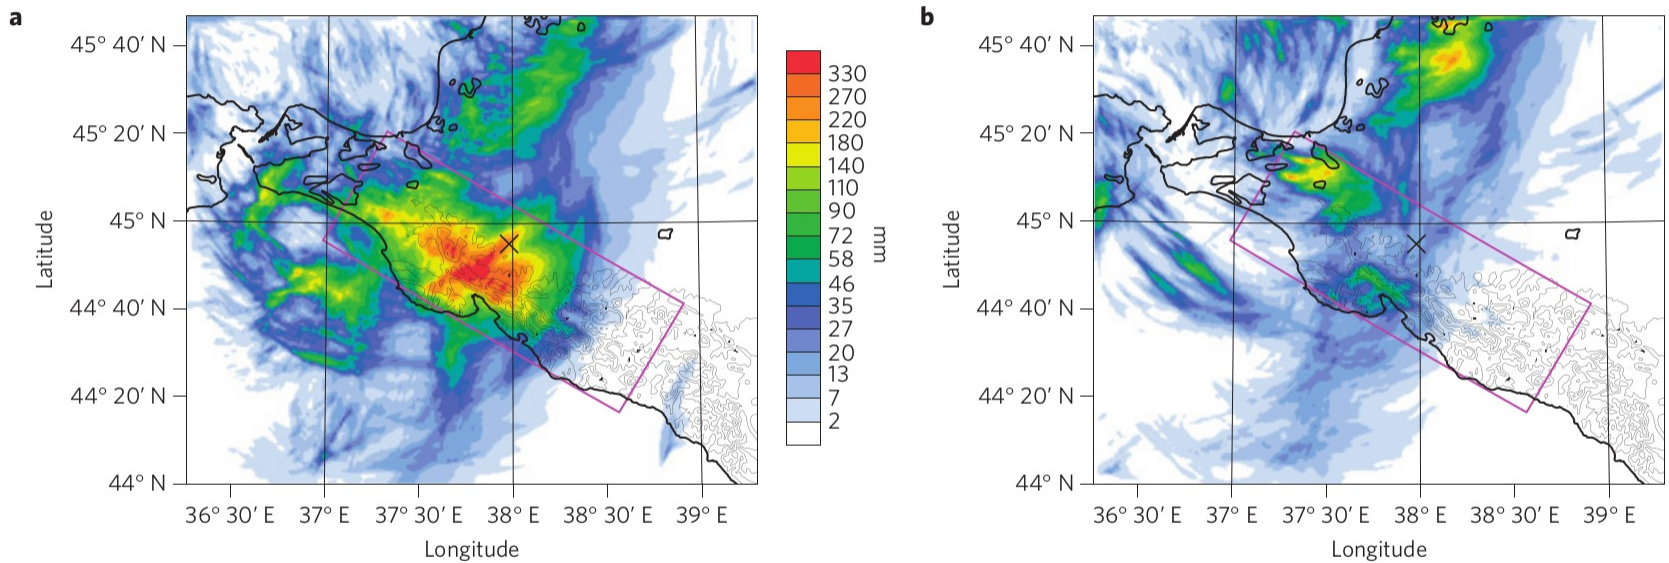 a
45° 40′ N
45° 20′ N
45° N
44° 40′ N
44° 20′ N
44° N
Latitude
36° 30′ E 37° E 37° 30′ E 38° E 38° 30′ E 39° E
Longitude
330
270
220
180
140
110
90
72
58
46
35
27
20
13
7
2
mm
b
45° 40′ N
45° 20′ N
45° N
44° 40′ N
44° 20′ N
44° N
Latitude
36° 30′ E 37° E 37° 30′ E 38° E 38° 30′ E 39° E
Longitude